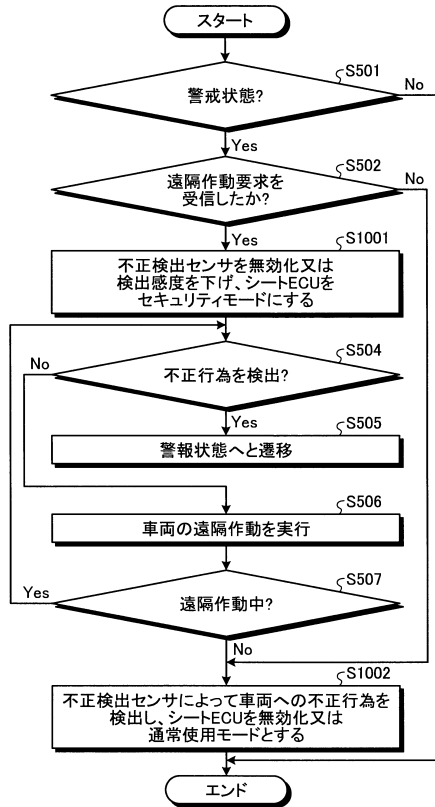 スタート
S501
警戒状態?
No
Yes
S502
遠隔作動要求を
受信したか?
No
Yes
S1001
不正検出センサを無効化又は
検出感度を下げ、シートECUを
セキュリティモードにする
S504
No
不正行為を検出?
Yes
S505
警報状態へと遷移
S506
車両の遠隔作動を実行
S507
Yes
遠隔作動中?
No
S1002
不正検出センサによって車両への不正行為を
検出し、シートECUを無効化又は
通常使用モードとする
エンド